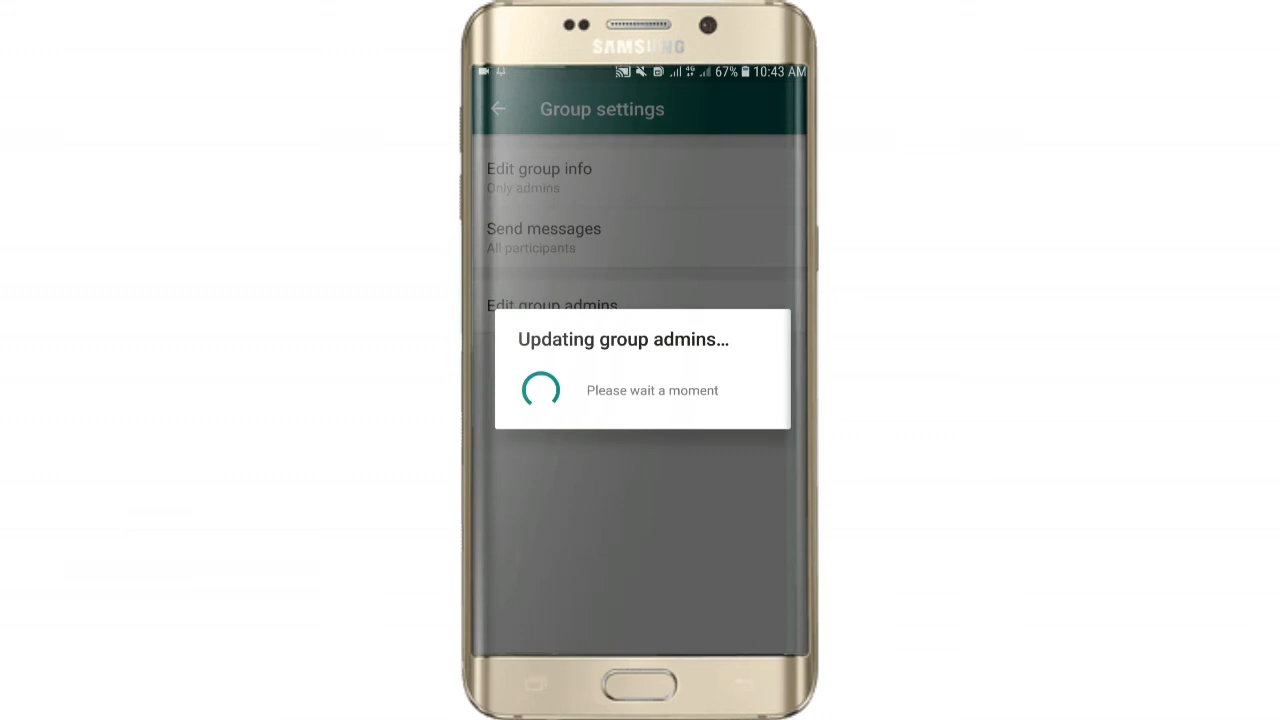 SAMSUNG
67% 10:43 AM
Group settings
Edit group info
Only admins
Send messages
All participants
Edit group admins
Updating group admins...
Please wait a moment